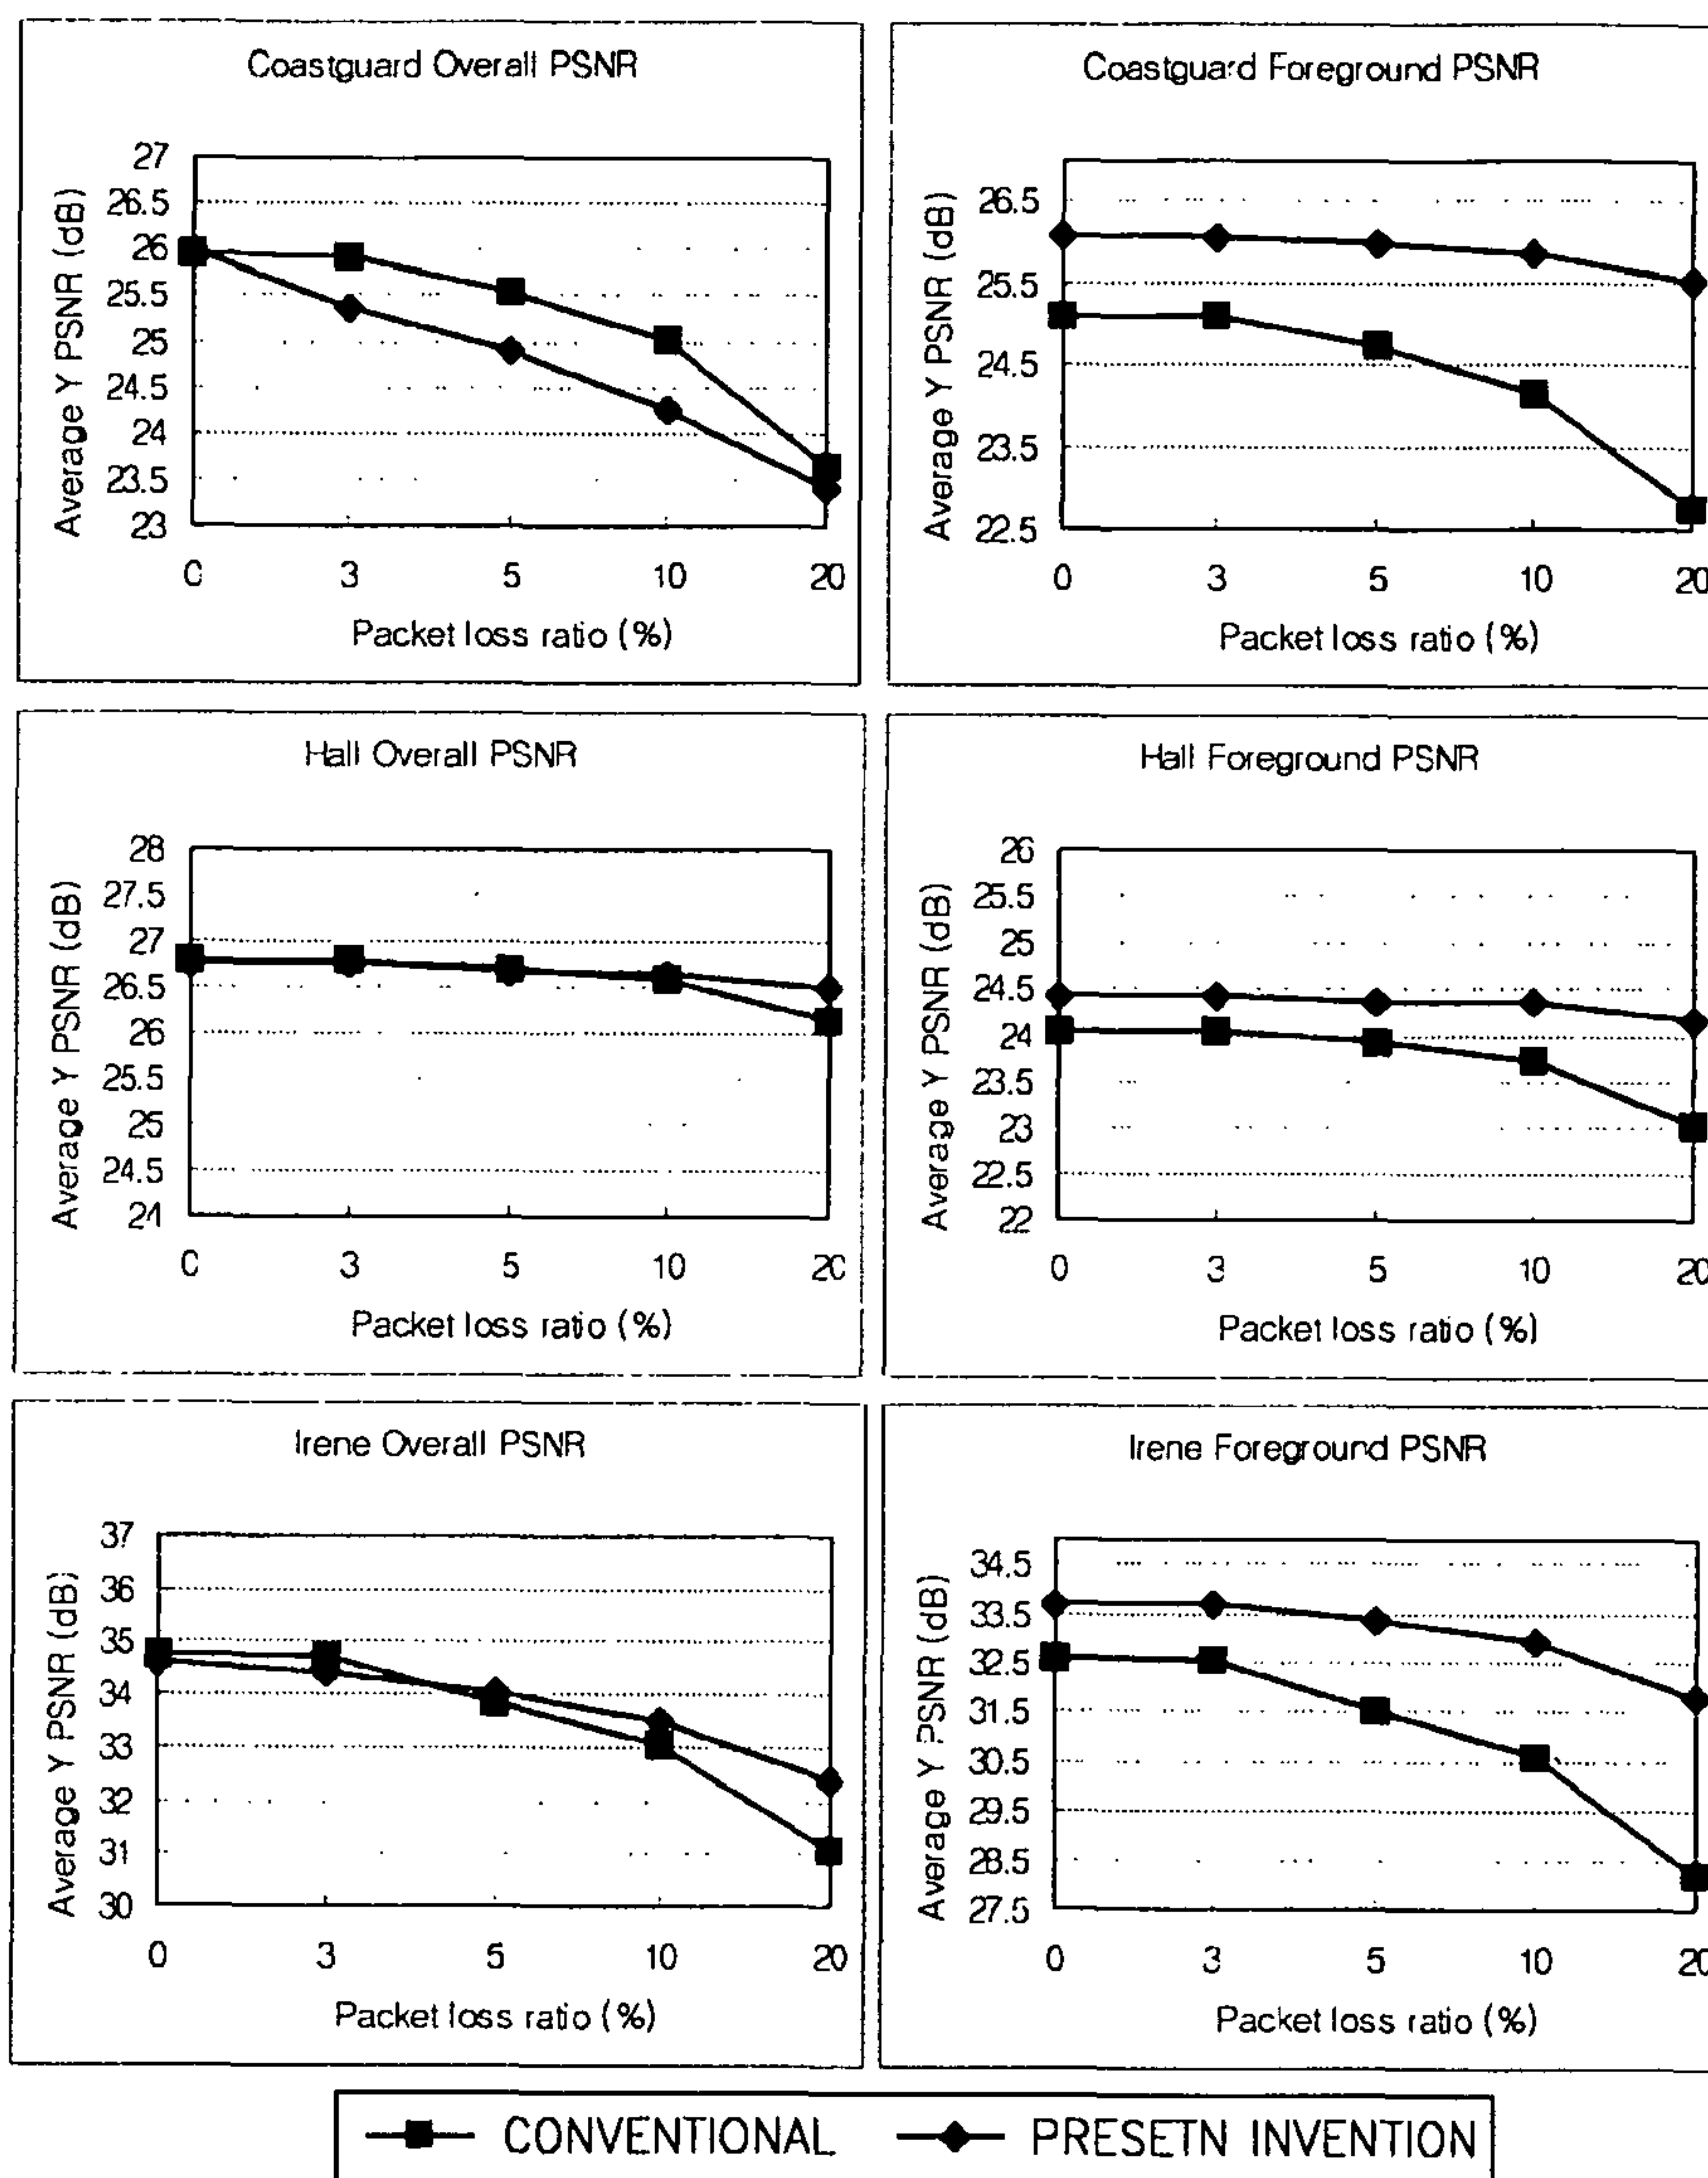 Coastguard Overall PSNR
Average Y PSNR (dB)
27
26.5
26
25.5
25
24.5
24
23.5
23
0 3 5 10 20
Packet loss ratio (%)
Coastguard Foreground PSNR
Average Y PSNR (dB)
26.5
25.5
24.5
23.5
22.5
0 3 5 10 20
Packet loss ratio (%)
Hall Overall PSNR
Average Y PSNR (dB)
28
27.5
27
26.5
26
25.5
25
24.5
24
0 3 5 10 20
Packet loss ratio (%)
Hall Foreground PSNR
Average Y PSNR (dB)
26
25.5
25
24.5
24
23.5
23
22.5
22
0 3 5 10 20
Packet loss ratio (%)
Irene Overall PSNR
Average Y PSNR (dB)
37
36
35
34
33
32
31
30
0 3 5 10 20
Packet loss ratio (%)
Irene Foreground PSNR
Average Y PSNR (dB)
34.5
33.5
32.5
31.5
30.5
29.5
28.5
27.5
0 3 5 10 20
Packet loss ratio (%)
CONVENTIONAL PRESETN INVENTION